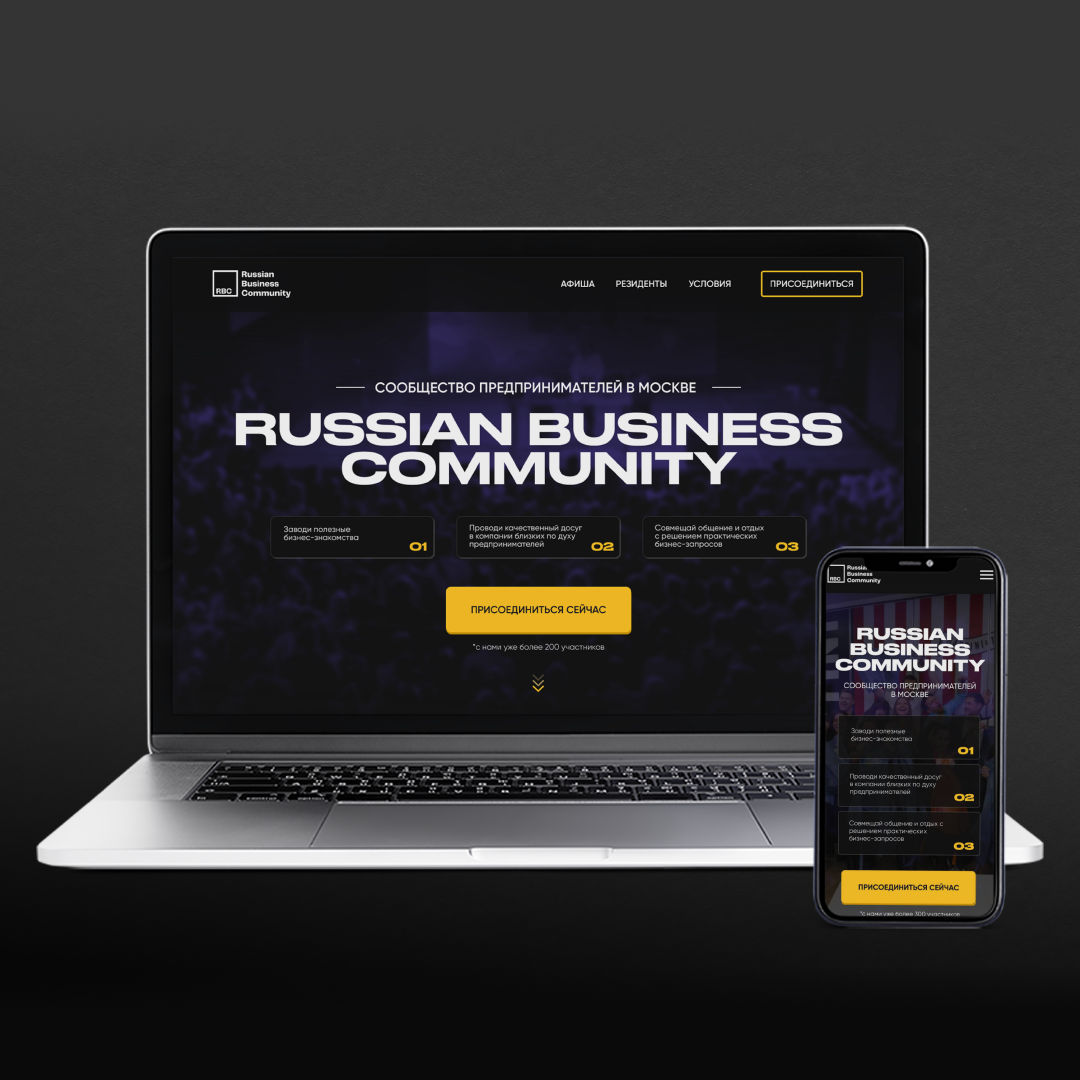 RBC
Russian
Business
Community
АФИША РЕЗИДЕНТЫ УСЛОВИЯ ПРИСОЕДИНИТЬСЯ
СООБЩЕСТВО ПРЕДПРИНИМАТЕЛЕЙ В МОСКВЕ
RUSSIAN BUSINESS
COMMUNITY
Заводи полезные
бизнес-знакомства
01
Проводи качественный досуг
в компании близких по духу
предпринимателей
02
Совмещай общение и отдых
с решением практических
бизнес-запросов
03
ПРИСОЕДИНИТЬСЯ СЕЙЧАС
*с нами уже более 200 участников
RBC
Russian
Business
Community
RUSSIAN
BUSINESS
COMMUNITY
СООБЩЕСТВО ПРЕДПРИНИМАТЕЛЕЙ
В МОСКВЕ
Заводи полезные
бизнес-знакомства
01
Проводи качественный досуг
в компании близких по духу
предпринимателей
02
Совмещай общение и отдых с
решением практических
бизнес-запросов
03
ПРИСОЕДИНИТЬСЯ СЕЙЧАС
*с нами уже более 300 участников